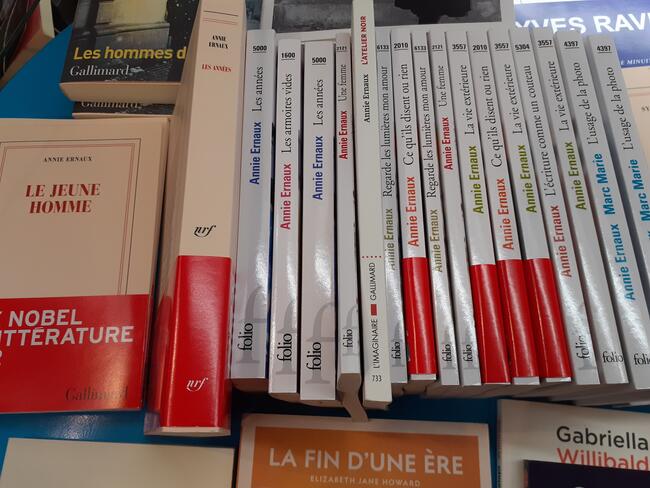 Les hommes d
Gallimard
YVES RAV
ANNIE ERNAUX
LE JEUNE
HOMME
NOBEL
LITTÉRATURE
Gallimard
ANNIE
ERNAUX
LES ANNÉES
nrf
nrf
5000
Annie Ernaux Les années
folio
1600
Annie Ernaux Les armoires vides
folio
5000
Annie Ernaux Les années
folio
2121
Annie Ernaux Une femme
folio
Annie Ernaux L'ATELIER NOIR
L'IMAGINAIRE GALLIMARD
733
6133
Annie Ernaux Regarde les lumières mon amour
folio
2010
Annie Ernaux Ce qu'ils disent ou rien
6133
Annie Ernaux Regarde les lumières mon amour
folio
2121
Annie Ernaux Une femme
folio
3557
Annie Ernaux La vie extérieure
2010
Annie Ernaux Ce qu'ils disent ou rien
3557
Annie Ernaux La vie extérieure
5304
Annie Ernaux L'écriture comme un couteau
3557
Annie Ernaux La vie extérieure
folio
4397
Annie Ernaux Marc Marie L'usage de la photo
folio
4397
Marc Marie L'usage de la photo
folio
LA FIN D'UNE ÈRE
ELIZABETH JANE HOWARD
Gabriella
Willibald